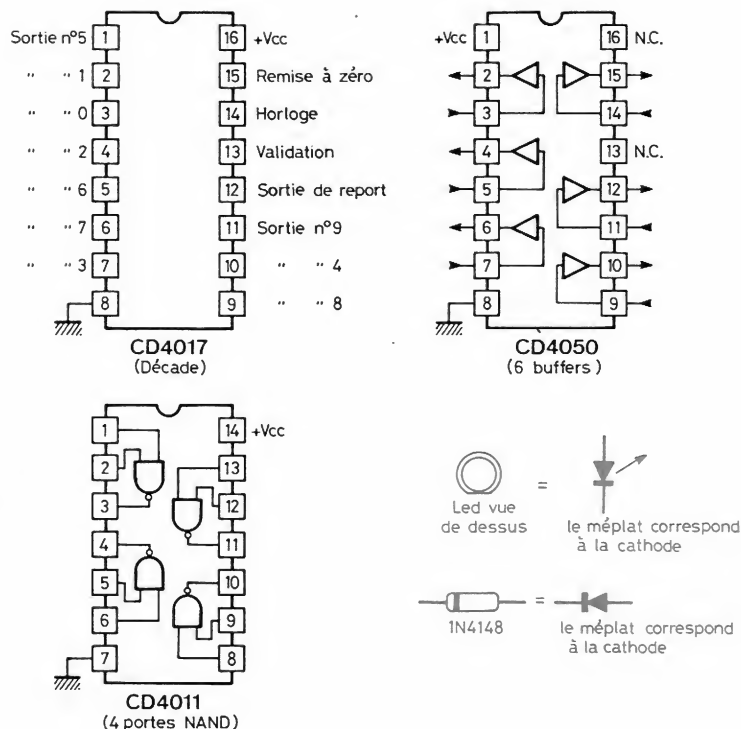 Sortie n°5 1 16 +Vcc
" " 1 2 15 Remise à zéro
" " 0 3 14 Horloge
" " 2 4 13 Validation
" " 6 5 12 Sortie de report
" " 7 6 11 Sortie n°9
" " 3 7 10 " " 4
8 9 " " 8
CD4017
(Décade)
+Vcc 1 16 N.C.
2 15
3 14
4 13 N.C.
5 12
6 11
7 10
8 9
CD4050
(6 buffers)
1 14 +Vcc
2 13
3 12
4 11
5 10
6 9
7 8
CD4011
(4 portes NAND)
Led vue
de dessus
=
le méplat correspond
à la cathode
=
1N4148
le méplat correspond
à la cathode